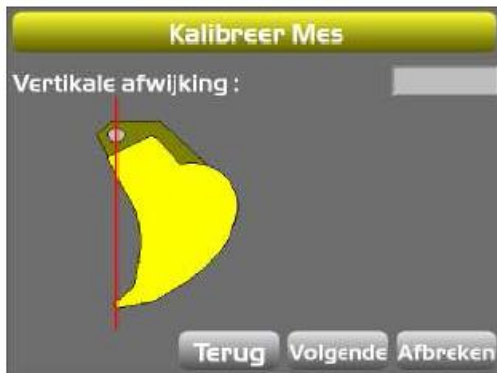 Kalibreer Mes
Vertikale afwijking :
Terug Volgende Afbreken